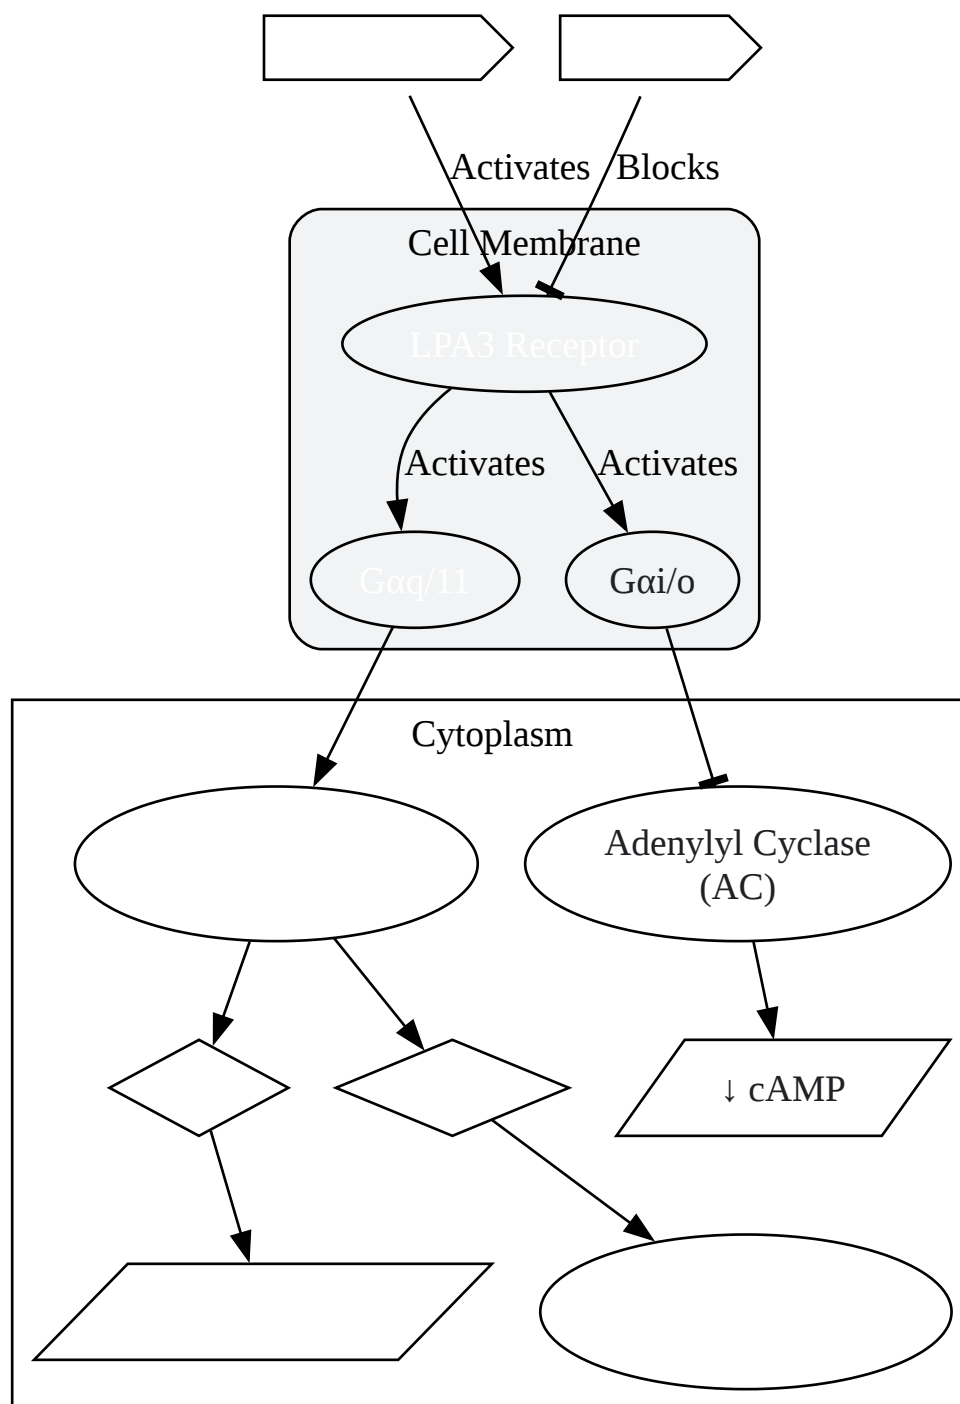 Activates
Blocks
Cell Membrane
LPA3 Receptor
Activates
Activates
Gαq/11
Gαi/o
Cytoplasm
Adenylyl Cyclase
(AC)
↓ cAMP